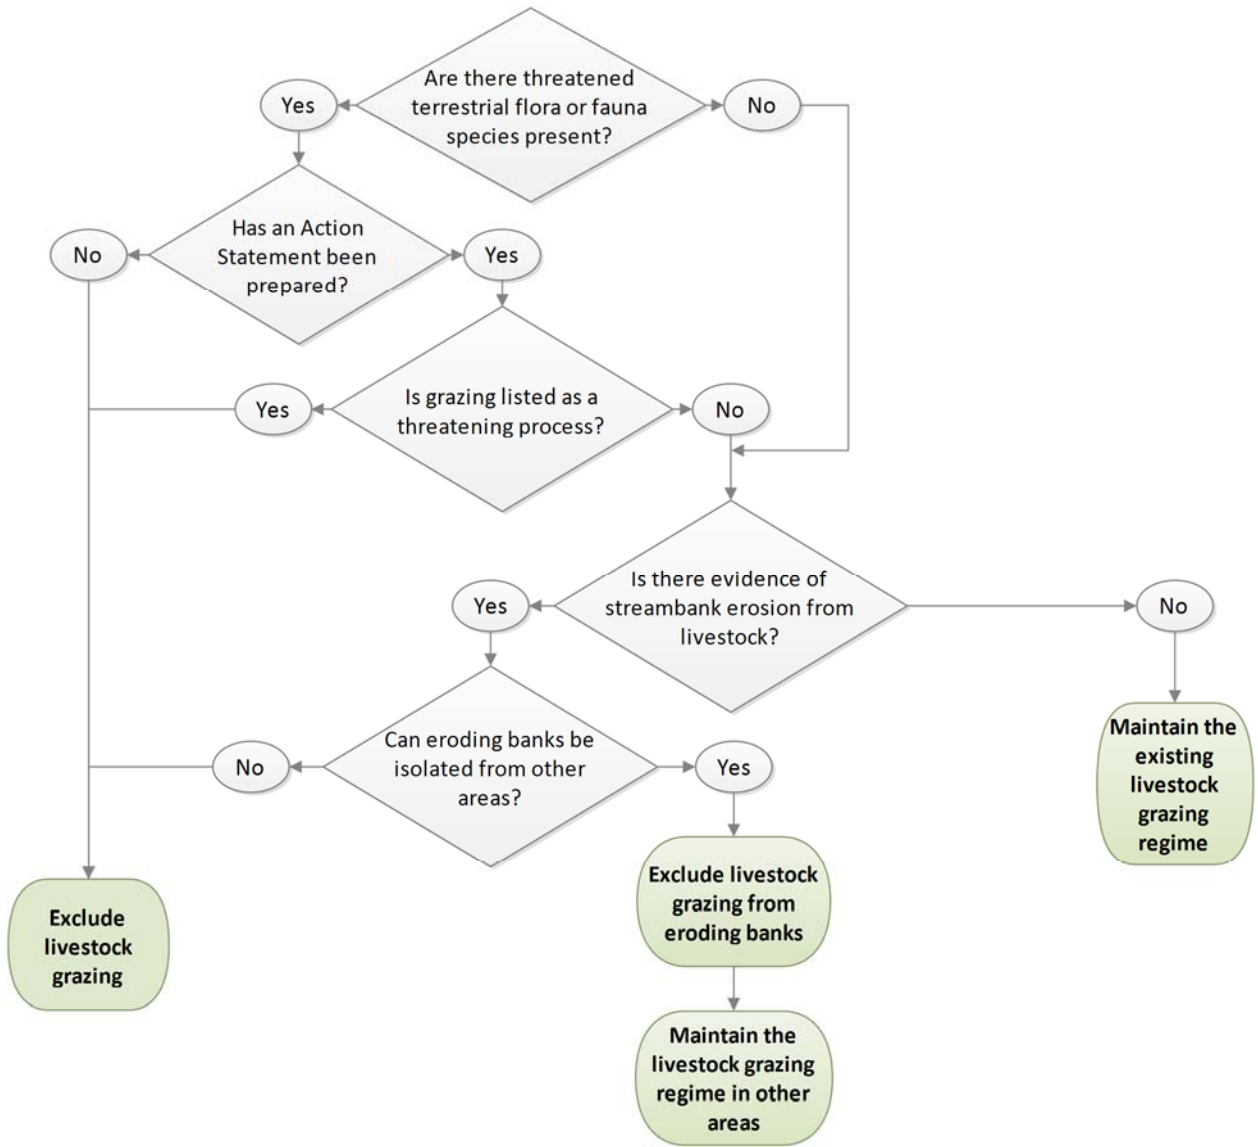 Are there threatened
terrestrial flora or fauna
species present?
Yes
No
Has an Action
Statement been
prepared?
No
Yes
Is grazing listed as a
threatening process?
Yes
No
Is there evidence of
streambank erosion from
livestock?
Yes
No
Can eroding banks be
isolated from other
areas?
No
Yes
Maintain the
existing
livestock
grazing
regime
Exclude livestock
grazing from
eroding banks
Exclude
livestock
grazing
Maintain the
livestock grazing
regime in other
areas